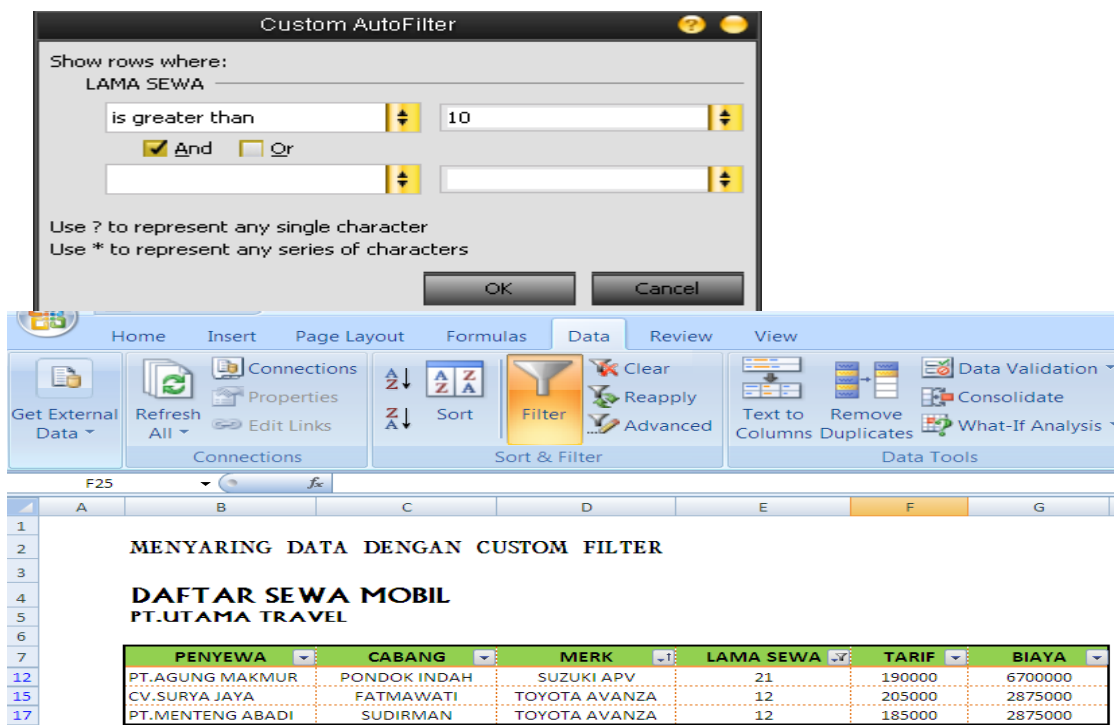 Custom AutoFilter
Show rows where:
LAMA SEWA
is greater than 10
And Or
Use ? to represent any single character
Use * to represent any series of characters
OK Cancel
Home Insert Page Layout Formulas Data Review View
Get External Data
Refresh All
Connections
Properties
Edit Links
Connections
Sort
Filter
Clear
Reapply
Advanced
Sort & Filter
Text to Columns
Remove Duplicates
Data Validation
Consolidate
What-If Analysis
Data Tools
F25 fx
A B C D E F G
1
2 MENYARING DATA DENGAN CUSTOM FILTER
3
4 DAFTAR SEWA MOBIL
5 PT.UTAMA TRAVEL
6
7 PENYEWA CABANG MERK LAMA SEWA TARIF BIAYA
12 PT.AGUNG MAKMUR PONDOK INDAH SUZUKI APV 21 190000 6700000
15 CV.SURYA JAYA FATMAWATI TOYOTA AVANZA 12 205000 2875000
17 PT.MENTENG ABADI SUDIRMAN TOYOTA AVANZA 12 185000 2875000